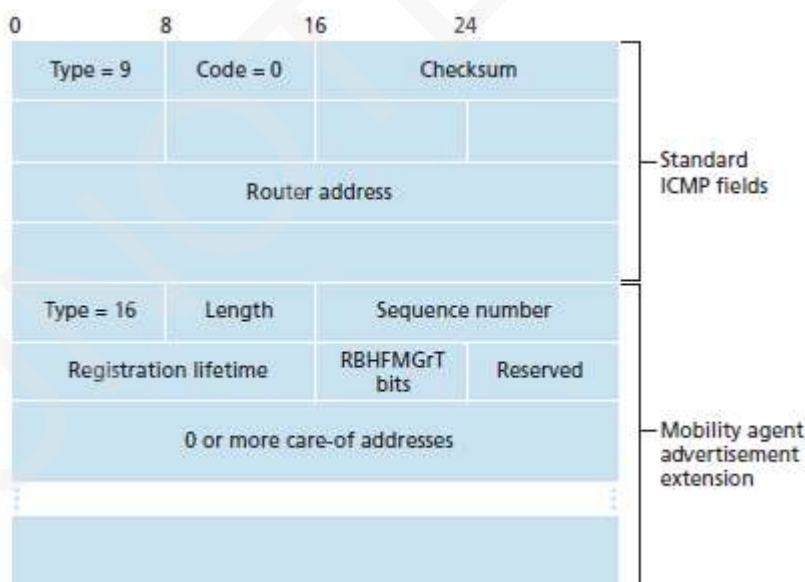 0 8 16 24
Type = 9 Code = 0 Checksum
Router address
Standard
ICMP fields
Type = 16 Length Sequence number
Registration lifetime RBHFMGrT
bits Reserved
0 or more care-of addresses
Mobility agent
advertisement
extension